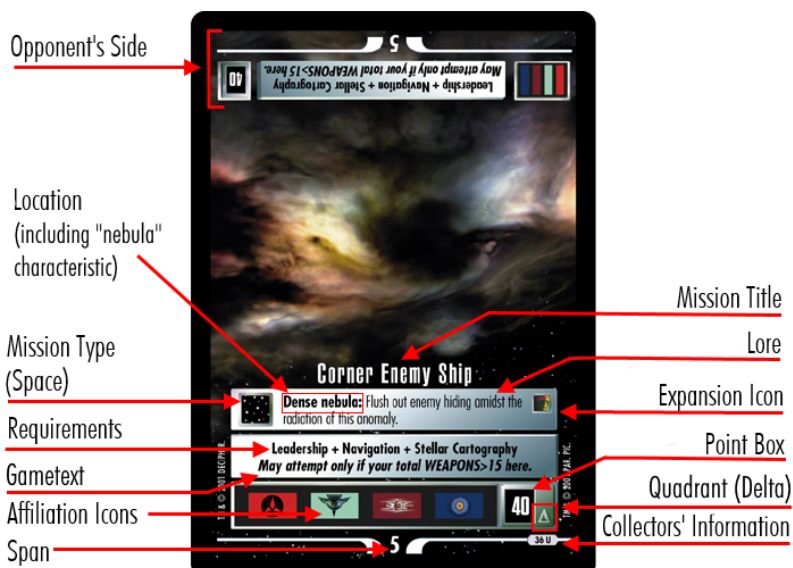 Opponent's Side
5
40
May attempt only if your total WEAPONS>15 here.
Leadership + Navigation + Stellar Cartography
Location
(including "nebula"
characteristic)
Mission Title
Lore
Mission Type
(Space)
Corner Enemy Ship
Expansion Icon
Dense nebula: Flush out enemy hiding amidst the
radiation of this anomaly.
Requirements
Leadership + Navigation + Stellar Cartography
Point Box
Gametext
May attempt only if your total WEAPONS>15 here.
Quadrant (Delta)
Affiliation Icons
40
Δ
Collectors' Information
Span
5
36 U